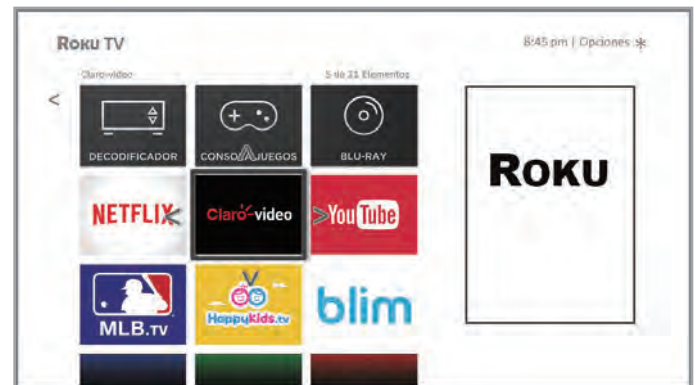 ROKU TV
8:45 pm | Opciones
Claro-video
5 de 21 Elementos
DECODIFICADOR
CONSO JUEGOS
BLU-RAY
ROKU
NETFLIX
Claro-video
YouTube
MLB.TV
HappyKids.tv
blim